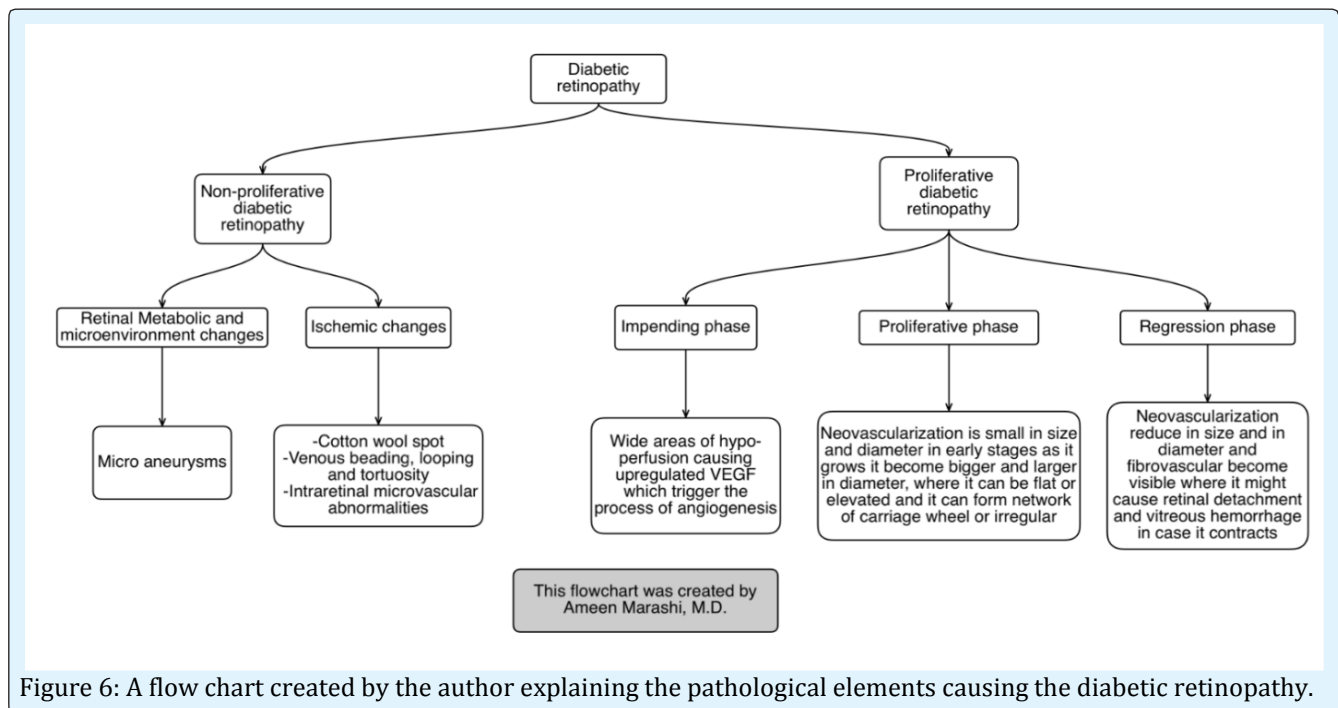 Diabetic
retinopathy
Non-proliferative
diabetic
retinopathy
Proliferative
diabetic
retinopathy
Retinal Metabolic and
microenvironment changes
Ischemic changes
Impending phase
Proliferative phase
Regression phase
Micro aneurysms
-Cotton wool spot
-Venous beading, looping
and tortuosity
-Intraretinal microvascular
abnormalities
Wide areas of hypo-
perfusion causing
upregulated VEGF
which trigger the
process of angiogenesis
Neovascularization is small in size
and diameter in early stages as it
grows it become bigger and larger
in diameter, where it can be flat or
elevated and it can form network
of carriage wheel or irregular
Neovascularization
reduce in size and in
diameter and
fibrovascular become
visible where it might
cause retinal detachment
and vitreous hemorrhage
in case it contracts
This flowchart was created by
Ameen Marashi, M.D.
Figure 6: A flow chart created by the author explaining the pathological elements causing the diabetic retinopathy.